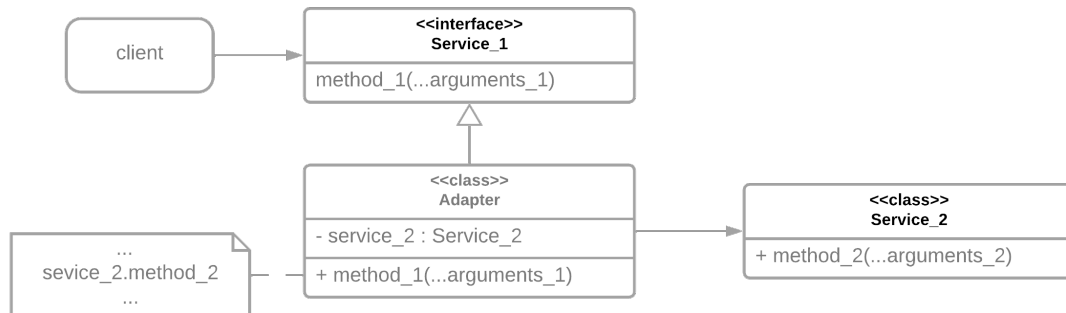 client
<<interface>>
Service_1
method_1(...arguments_1)
<<class>>
Adapter
- service_2 : Service_2
+ method_1(...arguments_1)
<<class>>
Service_2
+ method_2(...arguments_2)
...
sevice_2.method_2
...